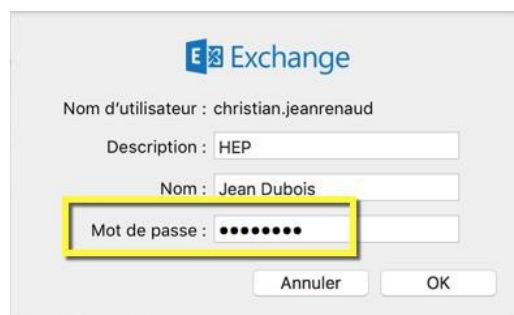 Exchange
Nom d'utilisateur : christian.jeanrenaud
Description : HEP
Nom : Jean Dubois
Mot de passe : ••••••••
Annuler OK